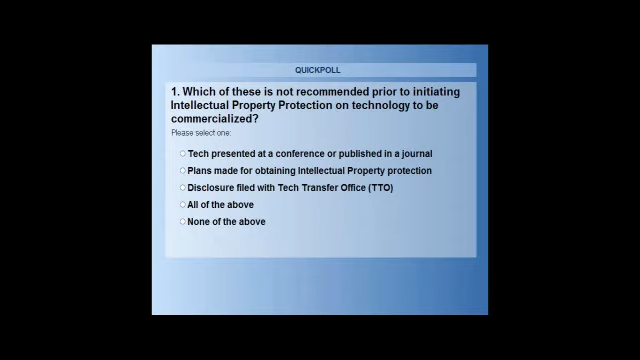 QUICKPOLL
1. Which of these is not recommended prior to initiating
Intellectual Property Protection on technology to be
commercialized?
Please select one:
Tech presented at a conference or published in a journal
Plans made for obtaining Intellectual Property protection
Disclosure filed with Tech Transfer Office (TTO)
All of the above
None of the above